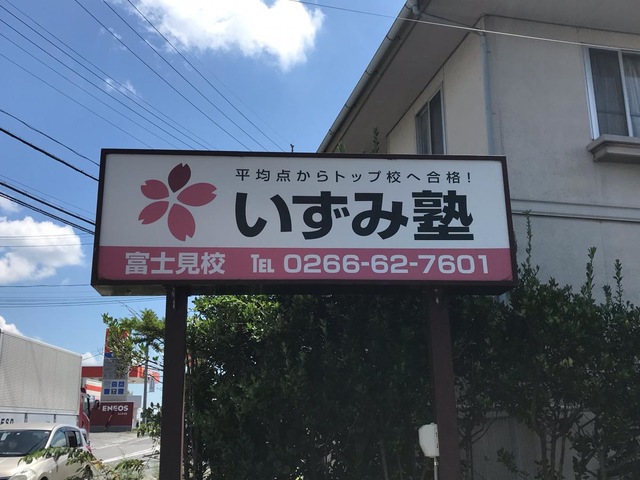 平均点からトップ校へ合格!
いずみ塾
富士見校 TEL 0266-62-7601
ENEOS